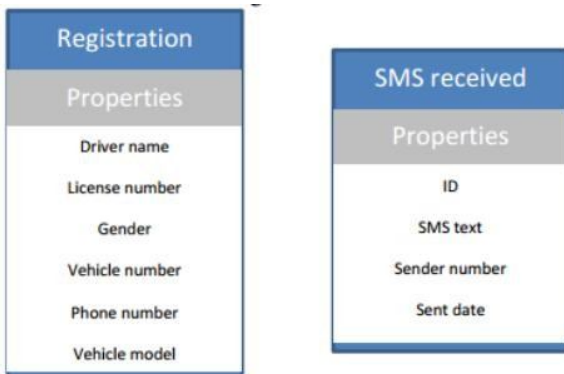 Registration
Properties
Driver name
License number
Gender
Vehicle number
Phone number
Vehicle model
SMS received
Properties
ID
SMS text
Sender number
Sent date